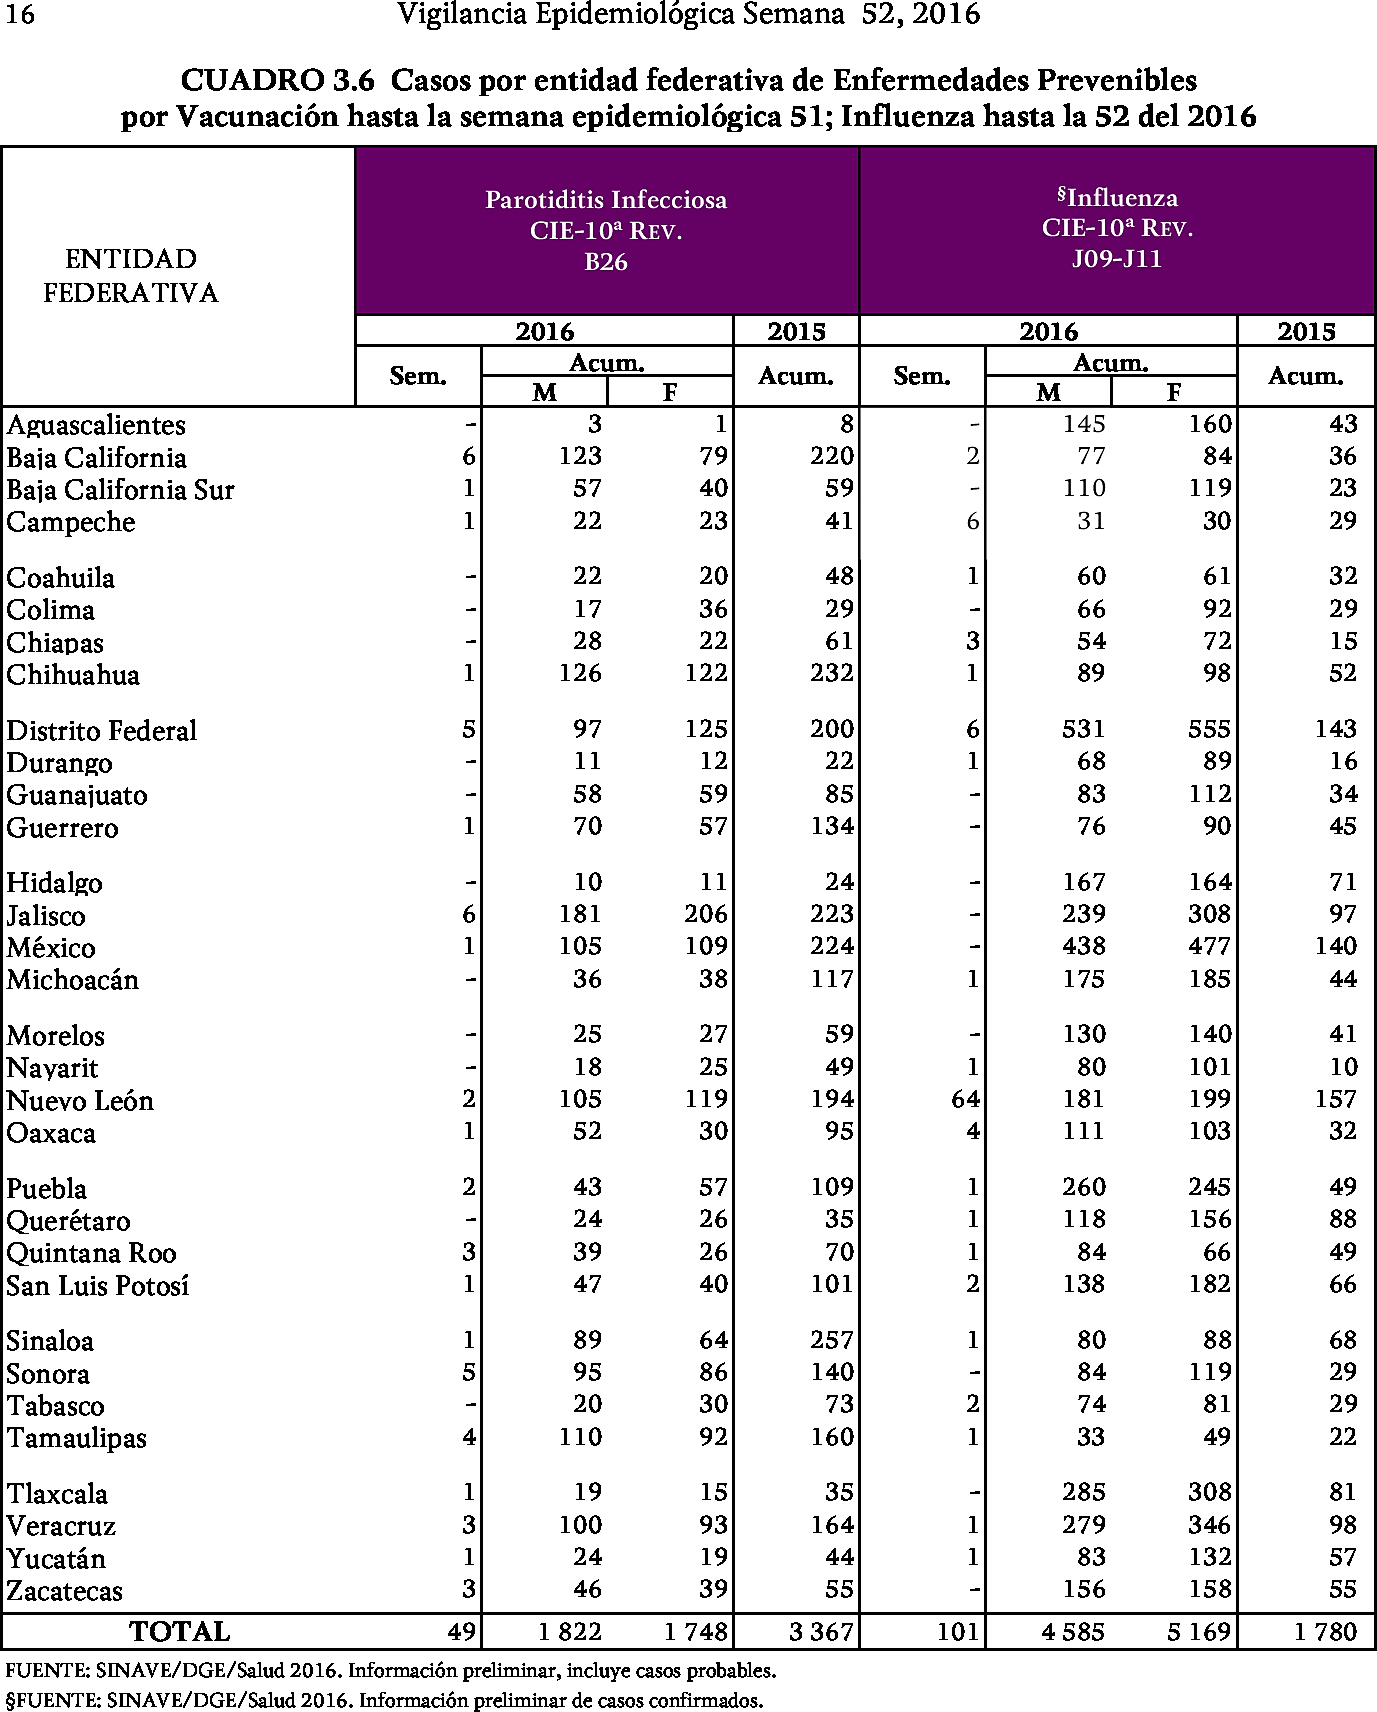 16 Vigilancia Epidemiológica Semana 52, 2016
CUADRO 3.6 Casos por entidad federativa de Enfermedades Prevenibles
por Vacunación hasta la semana epidemiológica 51; Influenza hasta la 52 del 2016
ENTIDAD
FEDERATIVA
Parotiditis Infecciosa
CIE-10ª REV.
B26
§Influenza
CIE-10ª REV.
J09-J11
2016 2015 2016 2015
Sem. Acum. Acum. Sem. Acum. Acum.
M F M F
Aguascalientes - 3 1 8 - 145 160 43
Baja California 6 123 79 220 2 77 84 36
Baja California Sur 1 57 40 59 - 110 119 23
Campeche 1 22 23 41 6 31 30 29
Coahuila - 22 20 48 1 60 61 32
Colima - 17 36 29 - 66 92 29
Chiapas - 28 22 61 3 54 72 15
Chihuahua 1 126 122 232 1 89 98 52
Distrito Federal 5 97 125 200 6 531 555 143
Durango - 11 12 22 1 68 89 16
Guanajuato - 58 59 85 - 83 112 34
Guerrero 1 70 57 134 - 76 90 45
Hidalgo - 10 11 24 - 167 164 71
Jalisco 6 181 206 223 - 239 308 97
México 1 105 109 224 - 438 477 140
Michoacán - 36 38 117 1 175 185 44
Morelos - 25 27 59 - 130 140 41
Nayarit - 18 25 49 1 80 101 10
Nuevo León 2 105 119 194 64 181 199 157
Oaxaca 1 52 30 95 4 111 103 32
Puebla 2 43 57 109 1 260 245 49
Querétaro - 24 26 35 1 118 156 88
Quintana Roo 3 39 26 70 1 84 66 49
San Luis Potosí 1 47 40 101 2 138 182 66
Sinaloa 1 89 64 257 1 80 88 68
Sonora 5 95 86 140 - 84 119 29
Tabasco - 20 30 73 2 74 81 29
Tamaulipas 4 110 92 160 1 33 49 22
Tlaxcala 1 19 15 35 - 285 308 81
Veracruz 3 100 93 164 1 279 346 98
Yucatán 1 24 19 44 1 83 132 57
Zacatecas 3 46 39 55 - 156 158 55
TOTAL 49 1 822 1 748 3 367 101 4 585 5 169 1 780
FUENTE: SINAVE/DGE/Salud 2016. Información preliminar, incluye casos probables.
§FUENTE: SINAVE/DGE/Salud 2016. Información preliminar de casos confirmados.